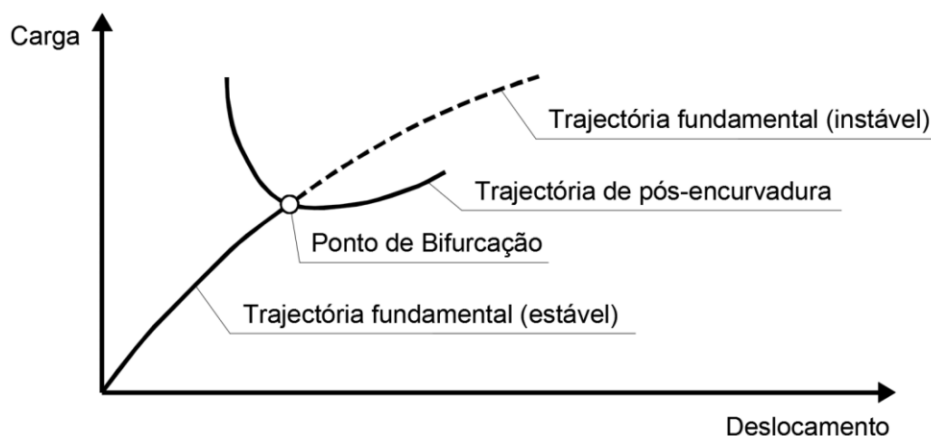 Carga
Trajectória fundamental (instável)
Trajectória de pós-encurvadura
Ponto de Bifurcação
Trajectória fundamental (estável)
Deslocamento